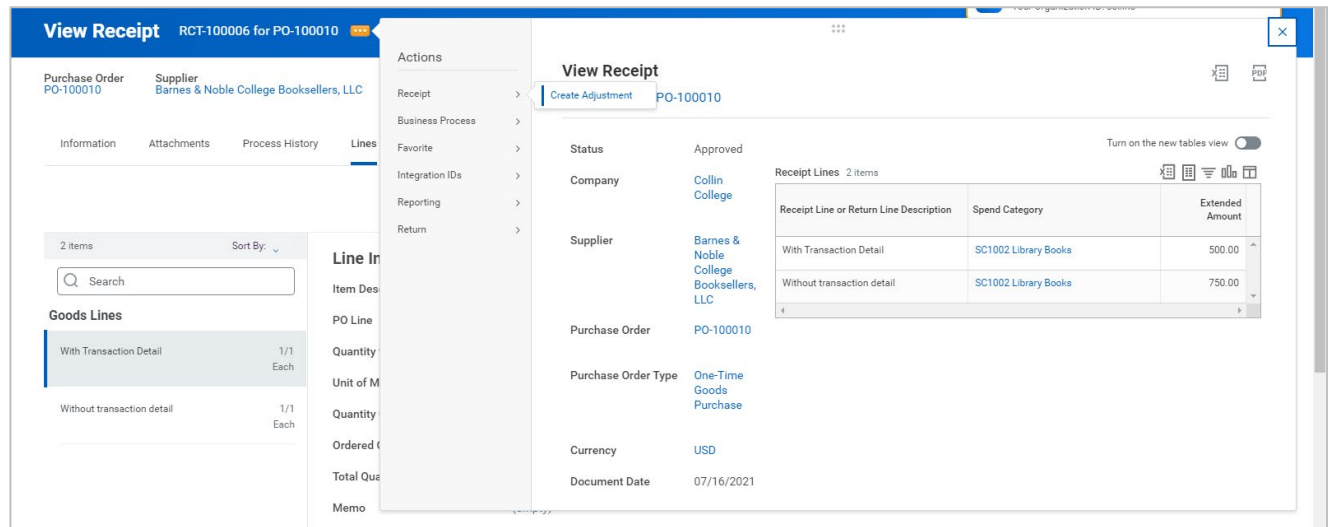 View Receipt RCT-100006 for PO-100010
Purchase Order
PO-100010
Supplier
Barnes & Noble College Booksellers, LLC
Information Attachments Process History Lines
2 items Sort By:
Search
Goods Lines
With Transaction Detail 1/1
Each
Without transaction detail 1/1
Each
Item
PO Line
Quantity
Unit of
Quantity
Ordered
Total
Memo
Actions
Receipt
Business Process
Favorite
Integration IDs
Reporting
Return
Create Adjustment
View Receipt
PO-100010
PDF
Turn on the new tables view
Status Approved
Company Collin
College
Supplier Barnes &
Noble
College
Booksellers,
LLC
Purchase Order PO-100010
Purchase Order Type One-Time
Goods
Purchase
Currency USD
Document Date 07/16/2021
Receipt Lines 2 items
Receipt Line or Return Line Description Spend Category Extended
Amount
With Transaction Detail SC1002 Library Books 500.00
Without transaction detail SC1002 Library Books 750.00